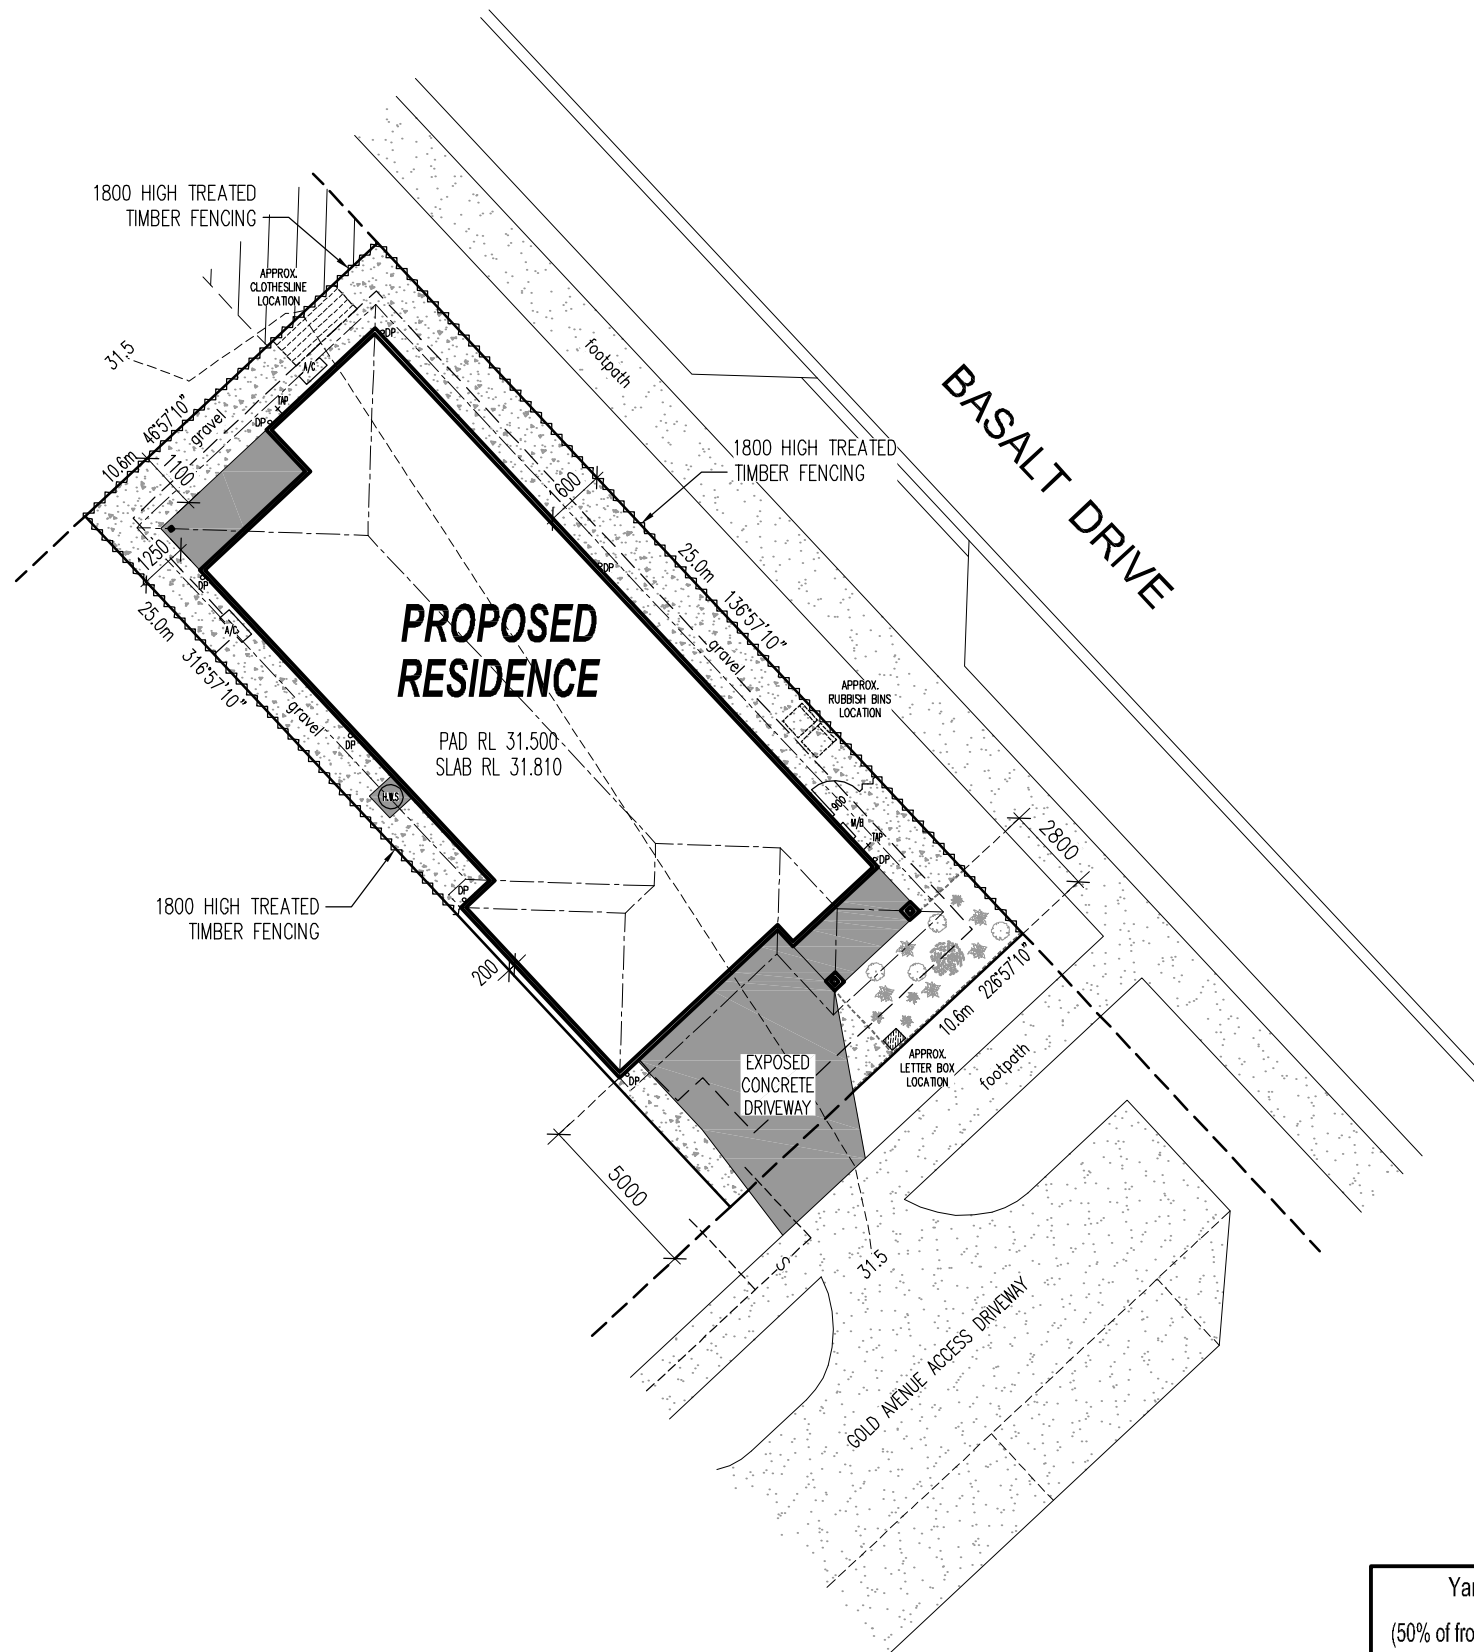 1800 HIGH TREATED
TIMBER FENCING
APPROX.
CLOTHESLINE
LOCATION
31.5
A/C
DP
TAP
DP
46°57'10"
10.6m
gravel
1100
footpath
BASALT DRIVE
1800 HIGH TREATED
TIMBER FENCING
1600
1250
DP
DP
25.0m
136°57'10"
A/C
25.0m
316°57'10"
PROPOSED
RESIDENCE
PAD RL 31.500
SLAB RL 31.810
gravel
gravel
APPROX.
RUBBISH BINS
LOCATION
DP
H.W.S
900
M/B
TAP
DP
2800
1800 HIGH TREATED
TIMBER FENCING
DP
200
10.6m
226°57'10"
EXPOSED
CONCRETE
DRIVEWAY
APPROX.
LETTER BOX
LOCATION
footpath
DP
5000
S
31.5
GOLD AVENUE ACCESS DRIVEWAY
(50% of